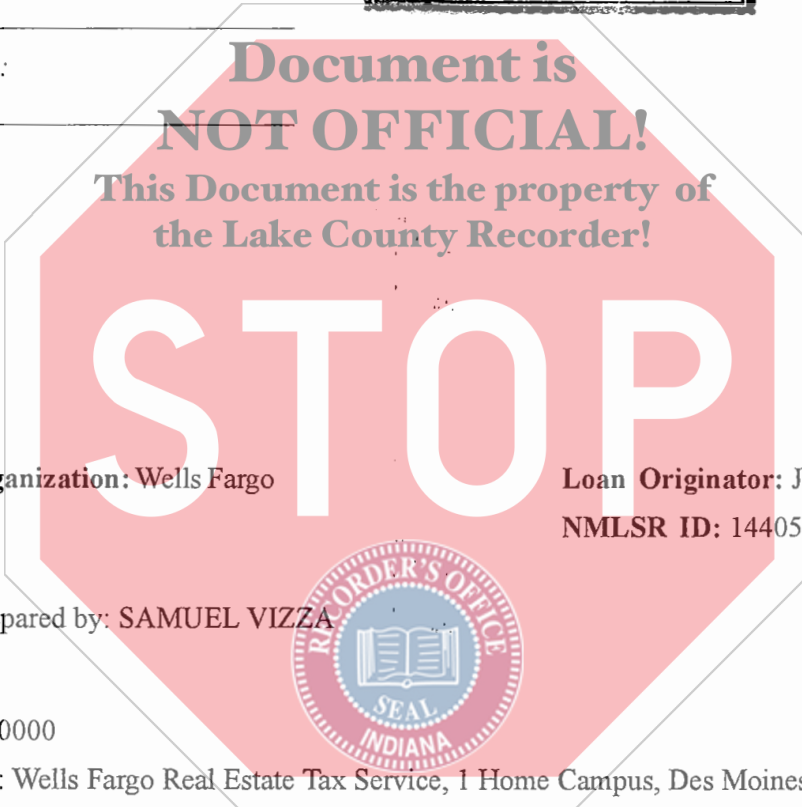 :
Document is
NOT OFFICIAL!
This Document is the property of
the Lake County Recorder!
STOP
ganization: Wells Fargo
Loan Originator: J
NMLSR ID: 14405
RECORDER'S OFFICE
pared by: SAMUEL VIZZA
SEAL
INDIANA
0000
: Wells Fargo Real Estate Tax Service, 1 Home Campus, Des Moines